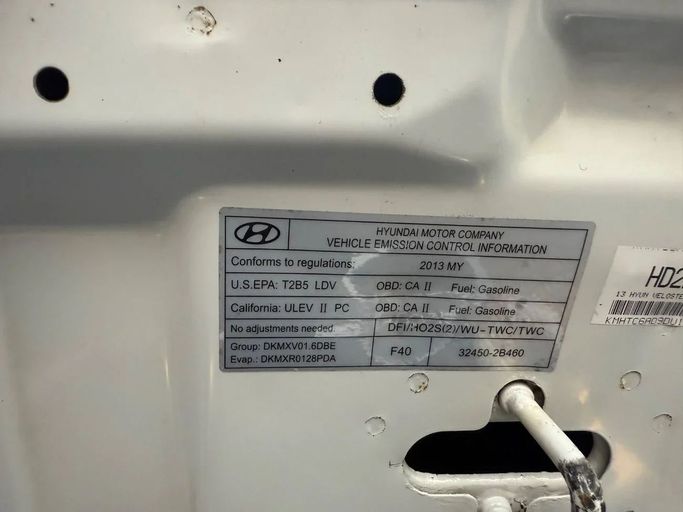 HYUNDAI MOTOR COMPANY
VEHICLE EMISSION CONTROL INFORMATION
Conforms to regulations: 2013 MY
U.S.EPA: T2B5 LDV OBD: CA II Fuel: Gasoline
California: ULEV II PC OBD: CA II Fuel: Gasoline
No adjustments needed. DFI/HO2S(2)/WU-TWC/TWC
Group: DKMXV01.6DBE
Evap.: DKMXR0128PDA
F40 32450-2B460
HD2
13 HYUN VELOSTE